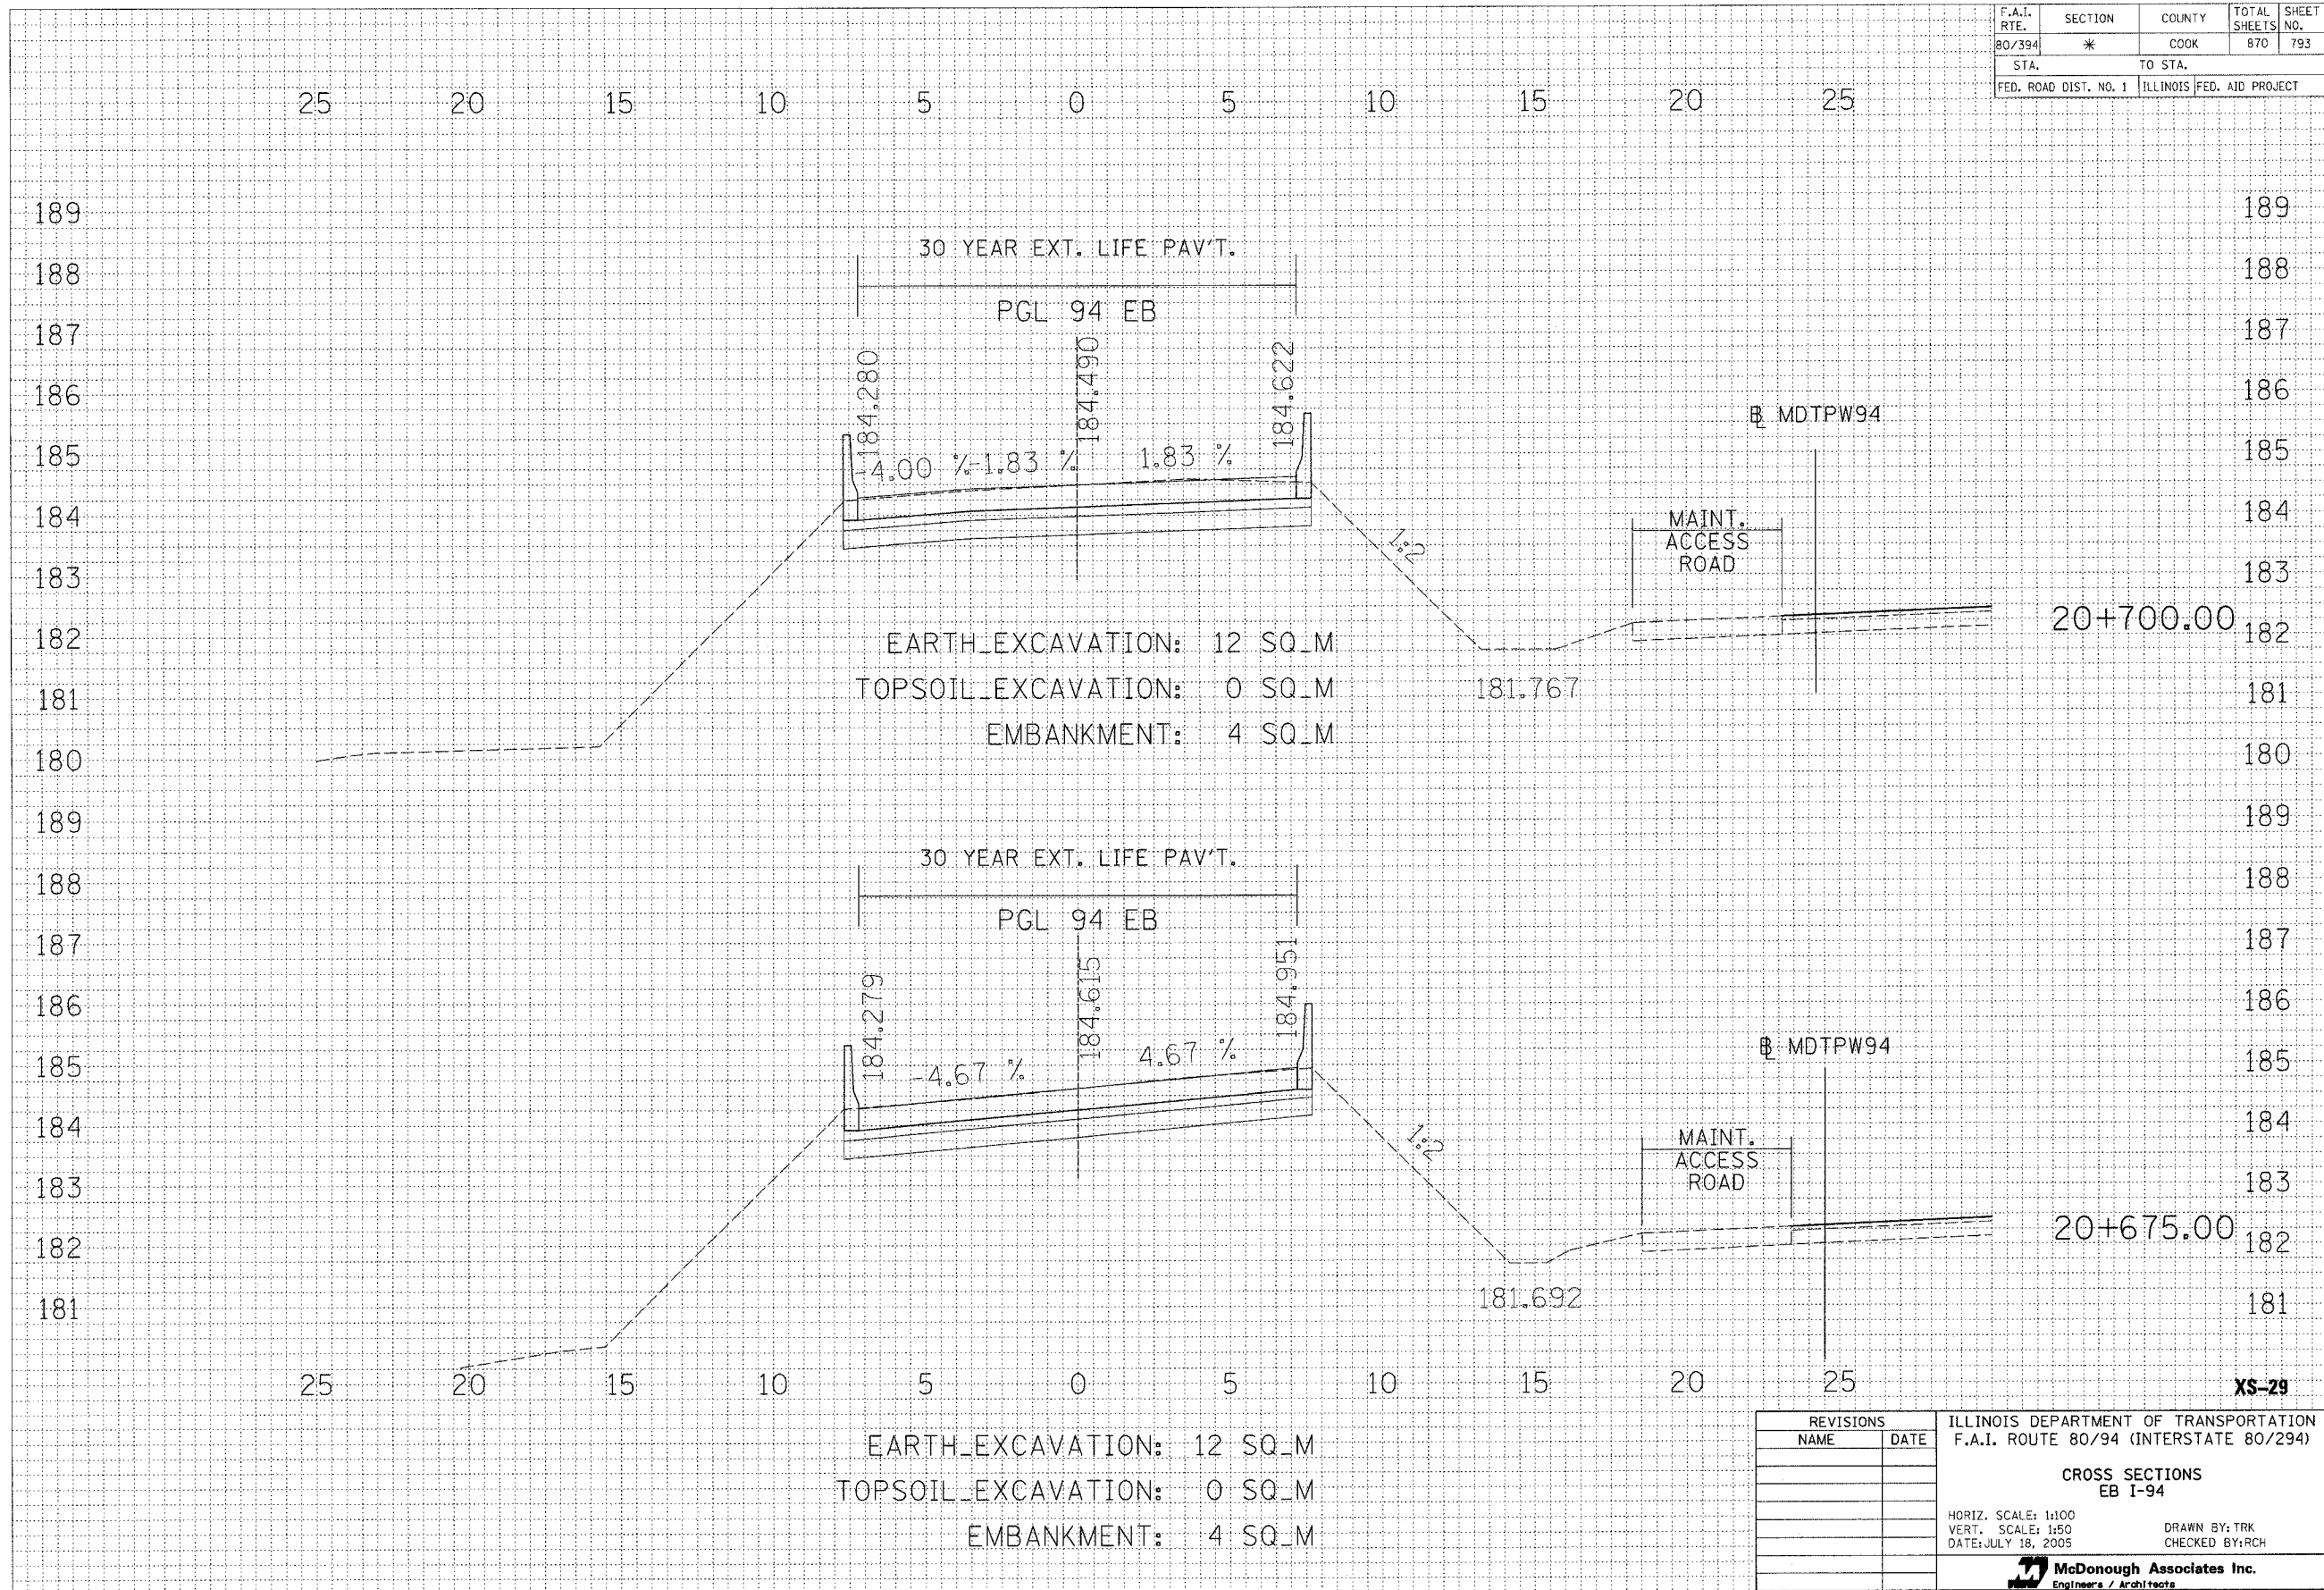 F.A.I. RTE. SECTION COUNTY TOTAL SHEETS SHEET NO.
80/394 * COOK 870 793
STA. TO STA.
FED. ROAD DIST. NO. 1 ILLINOIS FED. AID PROJECT
25 20 15 10 5 0 5 10 15 20 25
189 189
30 YEAR EXT. LIFE PAV'T.
188 188
PGL 94 EB
187 187
184.280 184.490 184.622
186 186
℄ MDTPW94
185 185
-4.00 % -1.83 % 1.83 %
184 184
1:2
MAINT.
ACCESS
ROAD
183 183
20+700.00
182 182
EARTH_EXCAVATION: 12 SQ_M
181 181
TOPSOIL_EXCAVATION: 0 SQ_M
181.767
EMBANKMENT: 4 SQ_M
180 180
189 189
30 YEAR EXT. LIFE PAV'T.
188 188
PGL 94 EB
187 187
184.279 184.615 184.951
186 186
℄ MDTPW94
185 185
-4.67 % 4.67 %
184 184
1:2
MAINT.
ACCESS
ROAD
183 183
20+675.00
182 182
181 181
181.692
25 20 15 10 5 0 5 10 15 20 25
XS-29
EARTH_EXCAVATION: 12 SQ_M
TOPSOIL_EXCAVATION: 0 SQ_M
EMBANKMENT: 4 SQ_M
REVISIONS
NAME DATE
ILLINOIS DEPARTMENT OF TRANSPORTATION
F.A.I. ROUTE 80/94 (INTERSTATE 80/294)
CROSS SECTIONS
EB I-94
HORIZ. SCALE: 1:100
VERT. SCALE: 1:50 DRAWN BY: TRK
DATE: JULY 18, 2005 CHECKED BY: RCH
McDonough Associates Inc.
Engineers / Architects